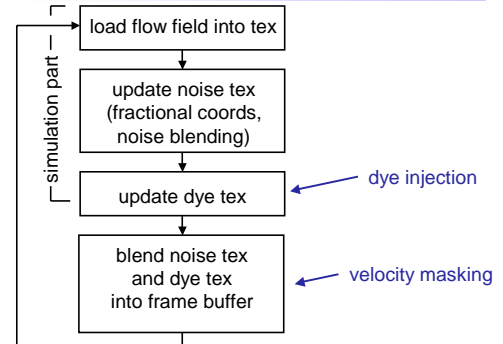 simulation part
load flow field into tex
update noise tex
(fractional coords,
noise blending)
update dye tex
dye injection
blend noise tex
and dye tex
into frame buffer
velocity masking